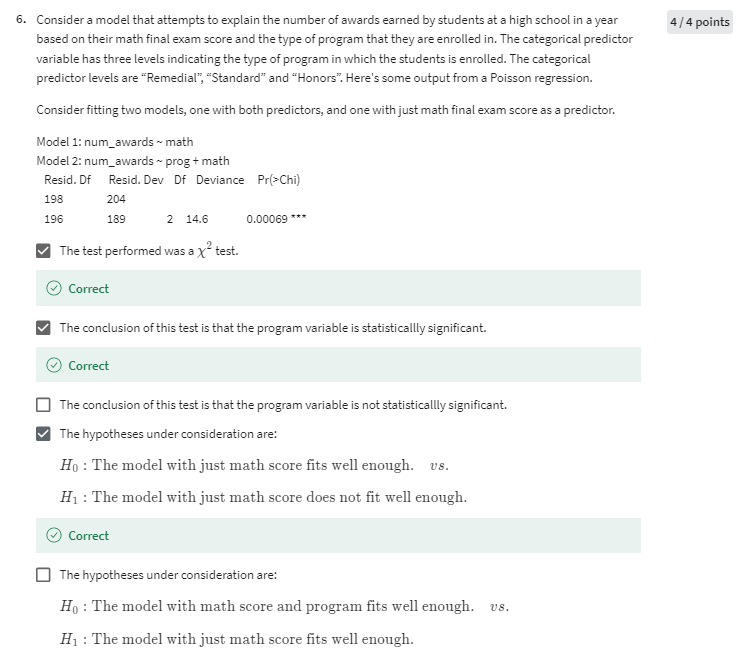 6. Consider a model that attempts to explain the number of awards earned by students at a high school in a year
4 / 4 points
based on their math final exam score and the type of program that they are enrolled in. The categorical predictor
variable has three levels indicating the type of program in which the students is enrolled. The categorical
predictor levels are “Remedial”, “Standard” and “Honors”. Here's some output from a Poisson regression.
Consider fitting two models, one with both predictors, and one with just math final exam score as a predictor.
Model 1: num_awards ~ math
Model 2: num_awards ~ prog + math
Resid. Df Resid. Dev Df Deviance Pr(>Chi)
198 204
196 189 2 14.6 0.00069 ***
The test performed was a χ² test.
Correct
The conclusion of this test is that the program variable is statisticallly significant.
Correct
The conclusion of this test is that the program variable is not statisticallly significant.
The hypotheses under consideration are:
H₀ : The model with just math score fits well enough. vs.
H₁ : The model with just math score does not fit well enough.
Correct
The hypotheses under consideration are:
H₀ : The model with math score and program fits well enough. vs.
H₁ : The model with just math score fits well enough.